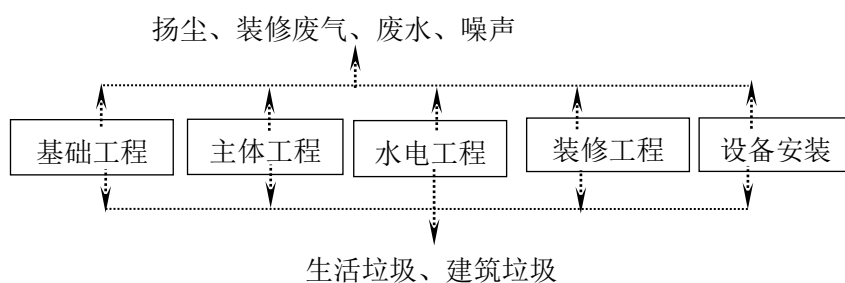 扬尘、装修废气、废水、噪声
基础工程 主体工程 水电工程 装修工程 设备安装
生活垃圾、建筑垃圾